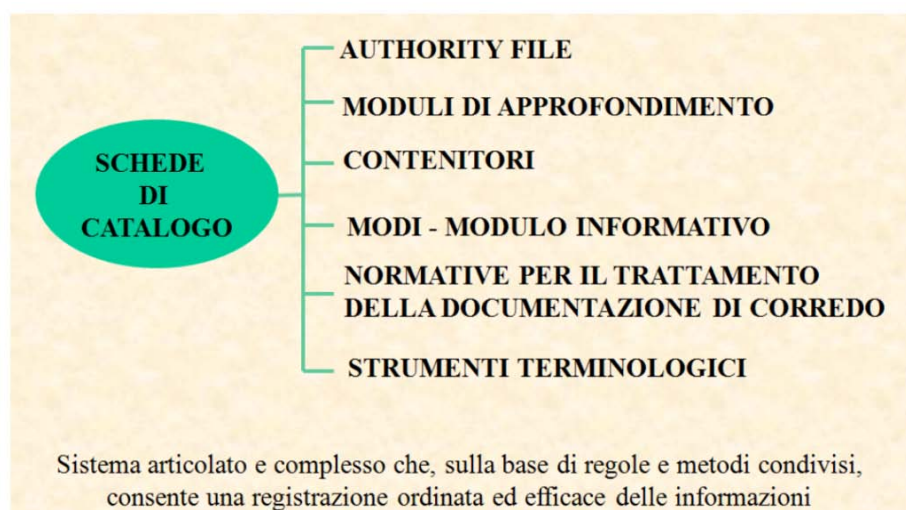 SCHEDE
DI
CATALOGO
AUTHORITY FILE
MODULI DI APPROFONDIMENTO
CONTENITORI
MODI - MODULO INFORMATIVO
NORMATIVE PER IL TRATTAMENTO
DELLA DOCUMENTAZIONE DI CORREDO
STRUMENTI TERMINOLOGICI
Sistema articolato e complesso che, sulla base di regole e metodi condivisi,
consente una registrazione ordinata ed efficace delle informazioni